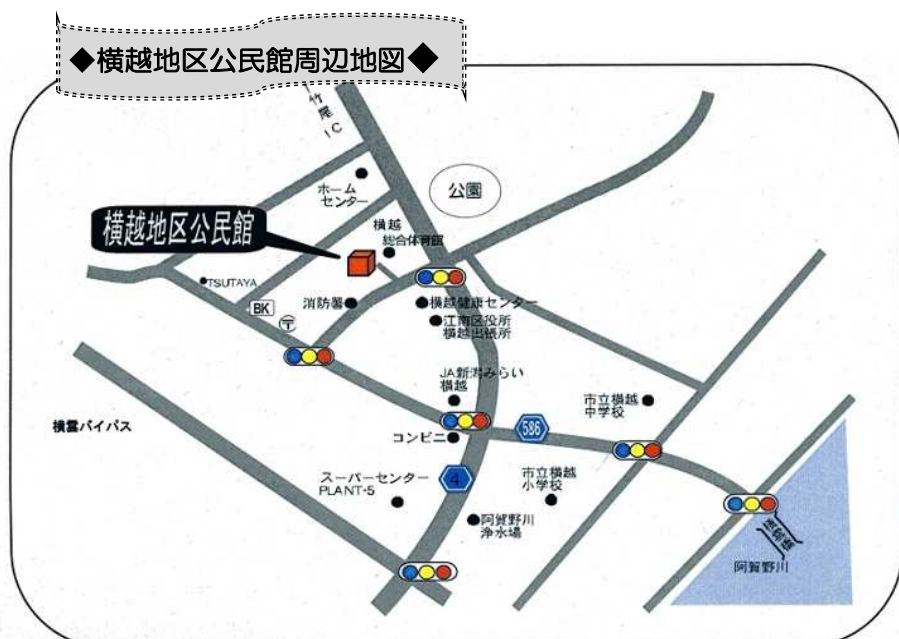 ◆横越地区公民館周辺地図◆
竹尾IC
ホーム
センター
公園
横越地区公民館
横越
総合体育館
TSUTAYA
BK
〒
消防署
横越健康センター
江南区役所
横越出張所
JA新潟みらい
横越
市立横越
中学校
横雲バイパス
コンビニ
586
スーパーセンター
PLANT-5
4
市立横越
小学校
阿賀野川
浄水場
阿賀野川